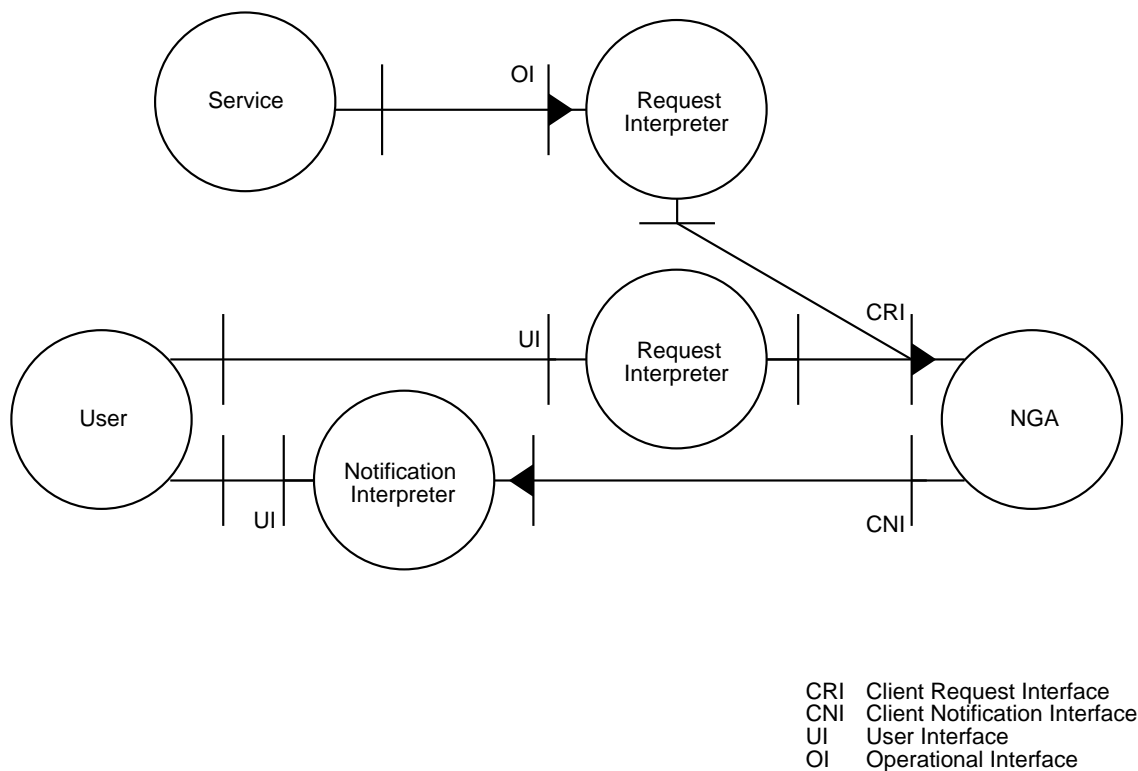 Service
OI
Request
Interpreter
CRI
UI
Request
Interpreter
User
NGA
Notification
Interpreter
UI
CNI
CRI Client Request Interface
CNI Client Notification Interface
UI User Interface
OI Operational Interface